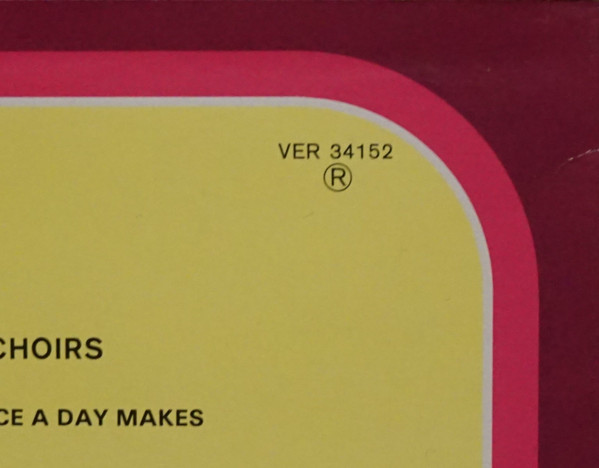 VER 34152
Ⓡ
CHOIRS
CE A DAY MAKES